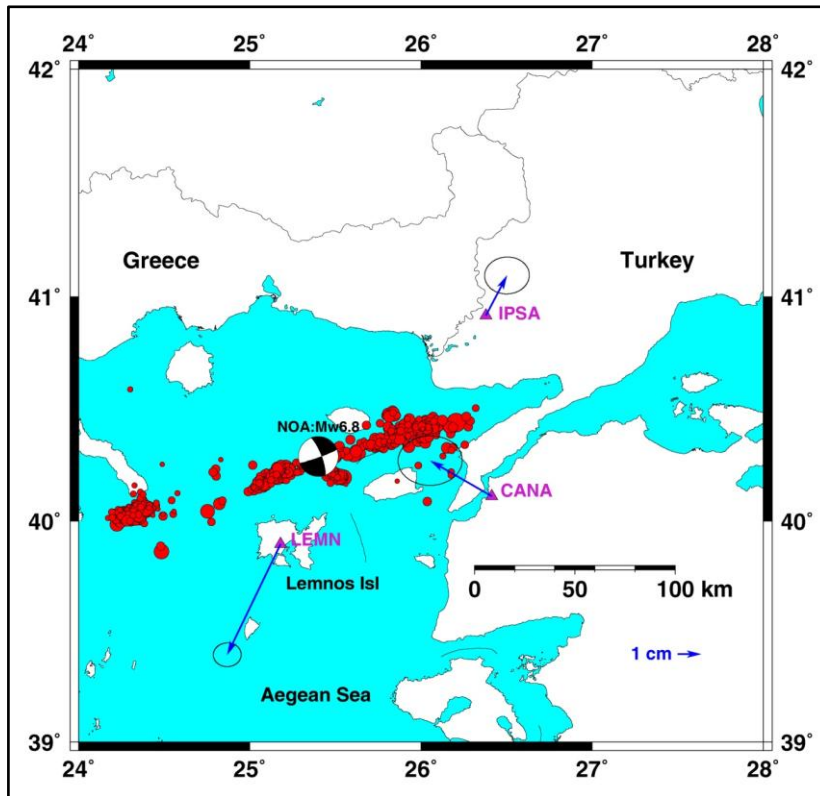 24° 25° 26° 27° 28°
42° 42°
Greece Turkey
41° 41°
IPSA
NOA:Mw6.8
CANA
40° 40°
LEMN
Lemnos Isl
0 50 100 km
1 cm
Aegean Sea
39° 39°
24° 25° 26° 27° 28°